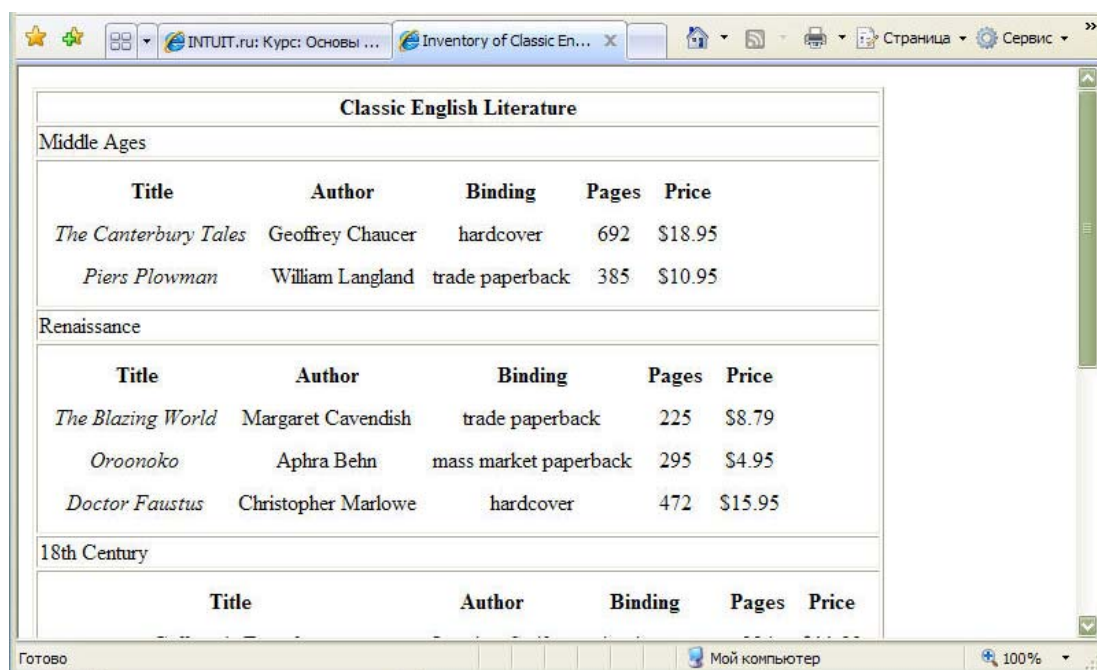 INTUIT.ru: Курс: Основы ... Inventory of Classic En... Страница Сервис »
Classic English Literature
Middle Ages
Title Author Binding Pages Price
The Canterbury Tales Geoffrey Chaucer hardcover 692 $18.95
Piers Plowman William Langland trade paperback 385 $10.95
Renaissance
Title Author Binding Pages Price
The Blazing World Margaret Cavendish trade paperback 225 $8.79
Oroonoko Aphra Behn mass market paperback 295 $4.95
Doctor Faustus Christopher Marlowe hardcover 472 $15.95
18th Century
Title Author Binding Pages Price
Готово Мой компьютер 100%